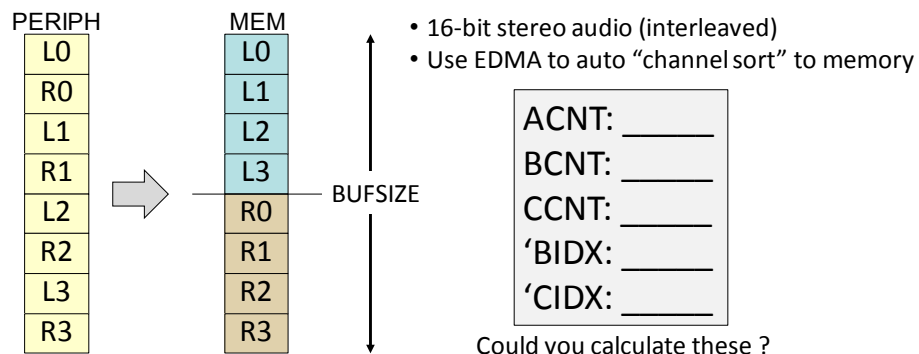 PERIPH
L0
R0
L1
R1
L2
R2
L3
R3
MEM
L0
L1
L2
L3
R0
R1
R2
R3
BUFSIZE
• 16-bit stereo audio (interleaved)
• Use EDMA to auto “channel sort” to memory
ACNT: _____
BCNT: _____
CCNT: _____
‘BIDX: _____
‘CIDX: _____
Could you calculate these ?